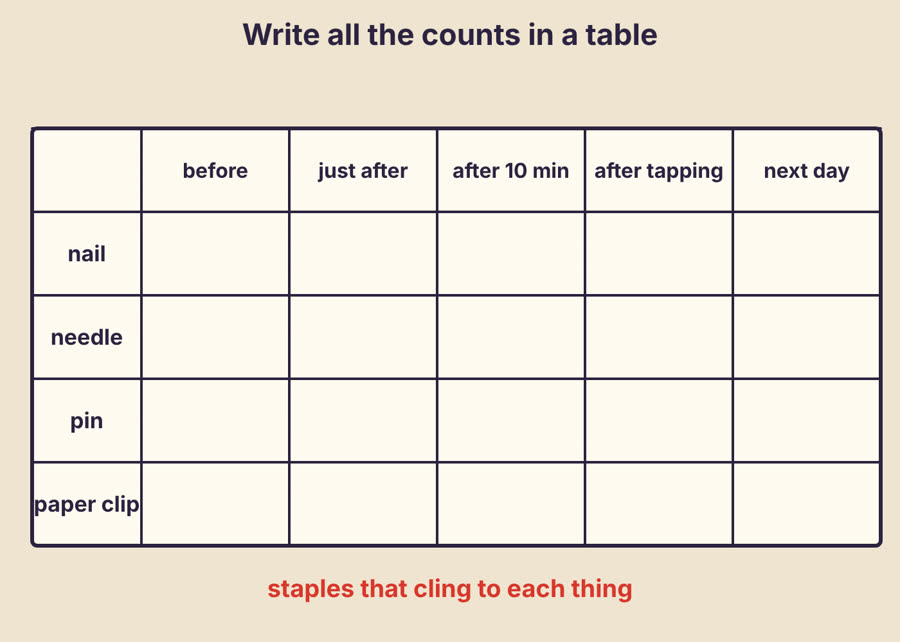 Write all the counts in a table
before just after after 10 min after tapping next day
nail
needle
pin
paper clip
staples that cling to each thing